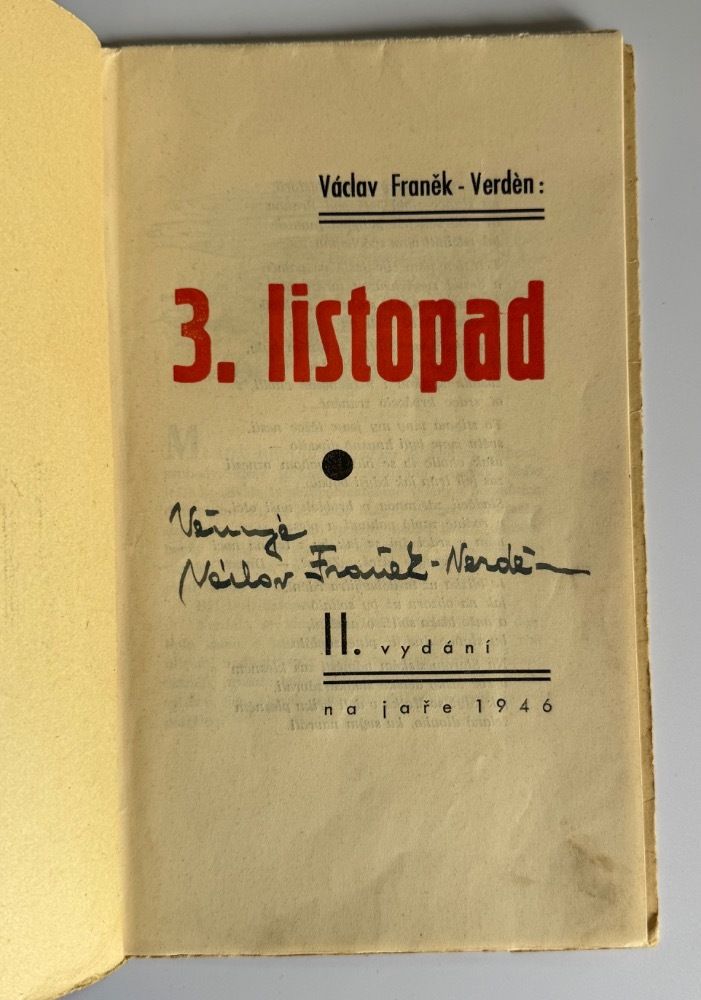 Václav Franěk - Verdèn:
3. listopad
Věnuje
Václav Franěk-Verdèn
II. vydání
na jaře 1946